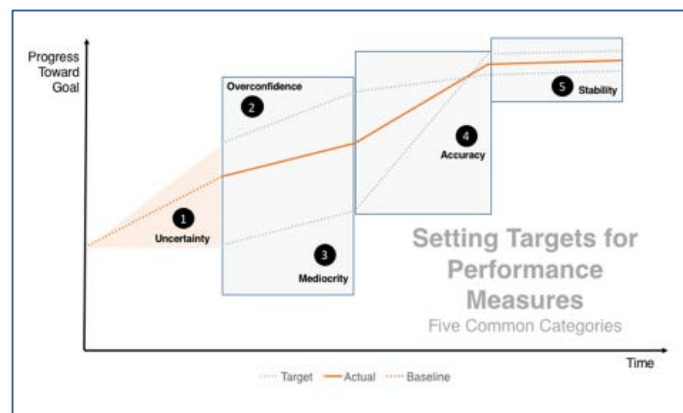 Progress
Toward
Goal
Overconfidence
2
1
Uncertainty
3
Mediocrity
4
Accuracy
5
Stability
Setting Targets for
Performance
Measures
Five Common Categories
Time
Target
Actual
Baseline